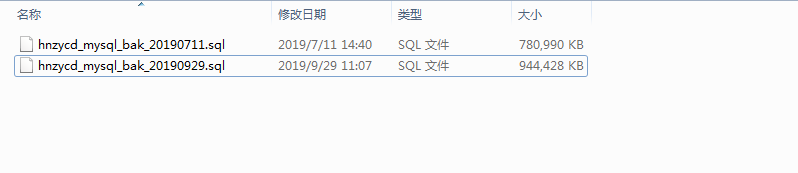 名称 修改日期 类型 大小
hnzycd_mysql_bak_20190711.sql 2019/7/11 14:40 SQL 文件 780,990 KB
hnzycd_mysql_bak_20190929.sql 2019/9/29 11:07 SQL 文件 944,428 KB